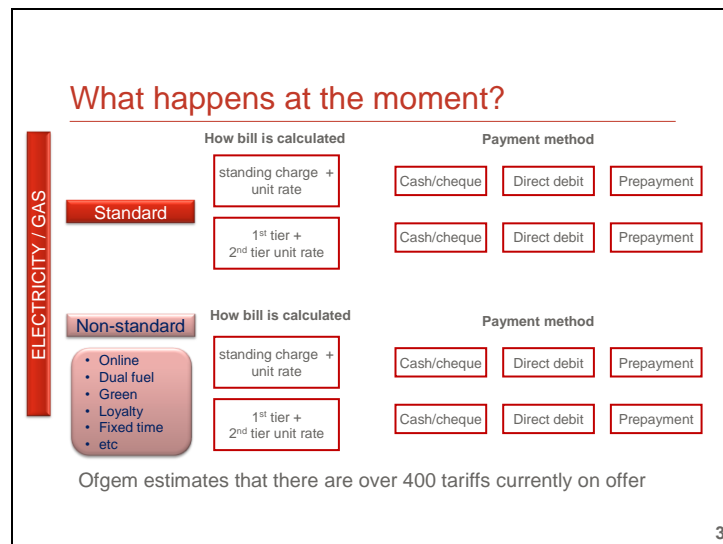 What happens at the moment?
ELECTRICITY / GAS
How bill is calculated
Payment method
Standard
standing charge +
unit rate
Cash/cheque
Direct debit
Prepayment
1st tier +
2nd tier unit rate
Cash/cheque
Direct debit
Prepayment
Non-standard
• Online
• Dual fuel
• Green
• Loyalty
• Fixed time
• etc
How bill is calculated
Payment method
standing charge +
unit rate
Cash/cheque
Direct debit
Prepayment
1st tier +
2nd tier unit rate
Cash/cheque
Direct debit
Prepayment
Ofgem estimates that there are over 400 tariffs currently on offer
3